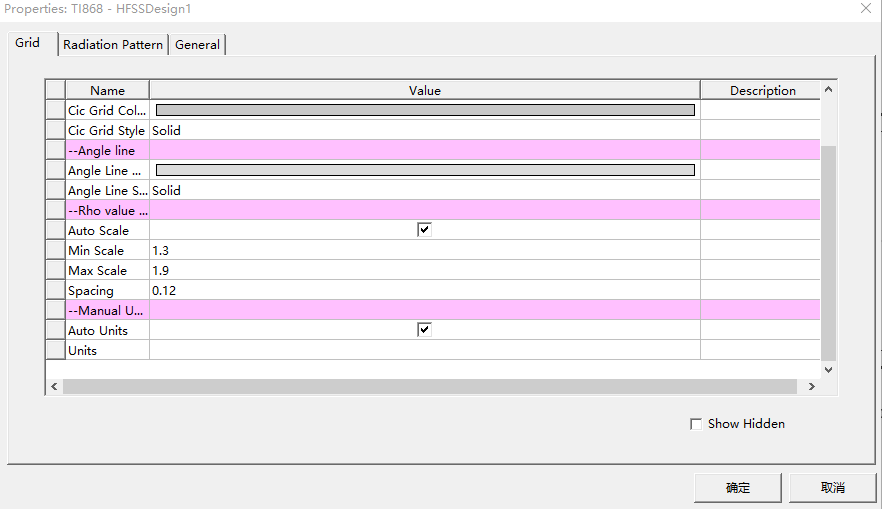 Properties: TI868 - HFSSDesign1
Grid
Radiation Pattern
General
Name Value Description
Cic Grid Col...
Cic Grid Style Solid
--Angle line
Angle Line ...
Angle Line S... Solid
--Rho value ...
Auto Scale
Min Scale 1.3
Max Scale 1.9
Spacing 0.12
--Manual U...
Auto Units
Units
Show Hidden
确定
取消